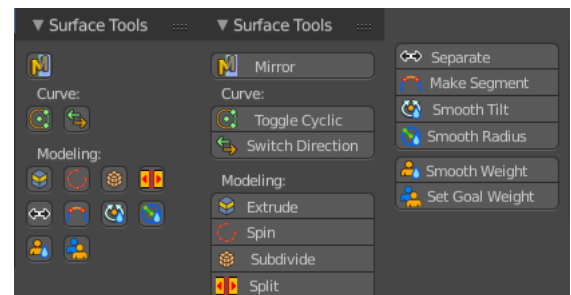 Surface Tools
Curve:
Modeling:
Surface Tools
Mirror
Curve:
Toggle Cyclic
Switch Direction
Modeling:
Extrude
Spin
Subdivide
Split
Separate
Make Segment
Smooth Tilt
Smooth Radius
Smooth Weight
Set Goal Weight